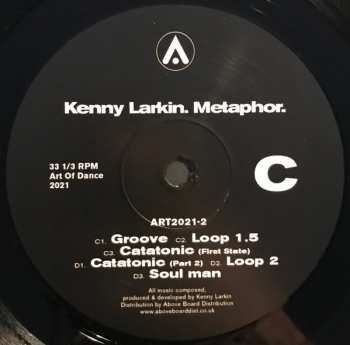 Kenny Larkin. Metaphor.
33 1/3 RPM
Art Of Dance
2021
C
ART2021-2
C1. Groove C2. Loop 1.5
C3. Catatonic (First State)
D1. Catatonic (Part 2) D2. Loop 2
D3. Soul man
All music composed,
produced & developed by Kenny Larkin
Distribution by Above Board Distribution
www.aboveboarddist.co.uk